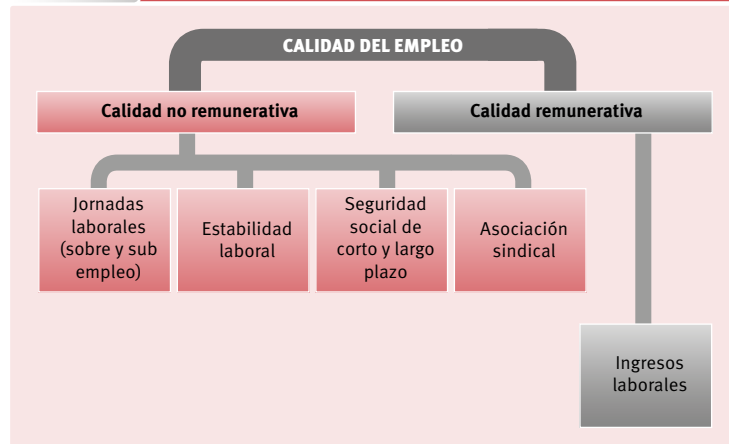 CALIDAD DEL EMPLEO
Calidad no remunerativa
Calidad remunerativa
Jornadas
laborales
(sobre y sub
empleo)
Estabilidad
laboral
Seguridad
social de
corto y largo
plazo
Asociación
sindical
Ingresos
laborales